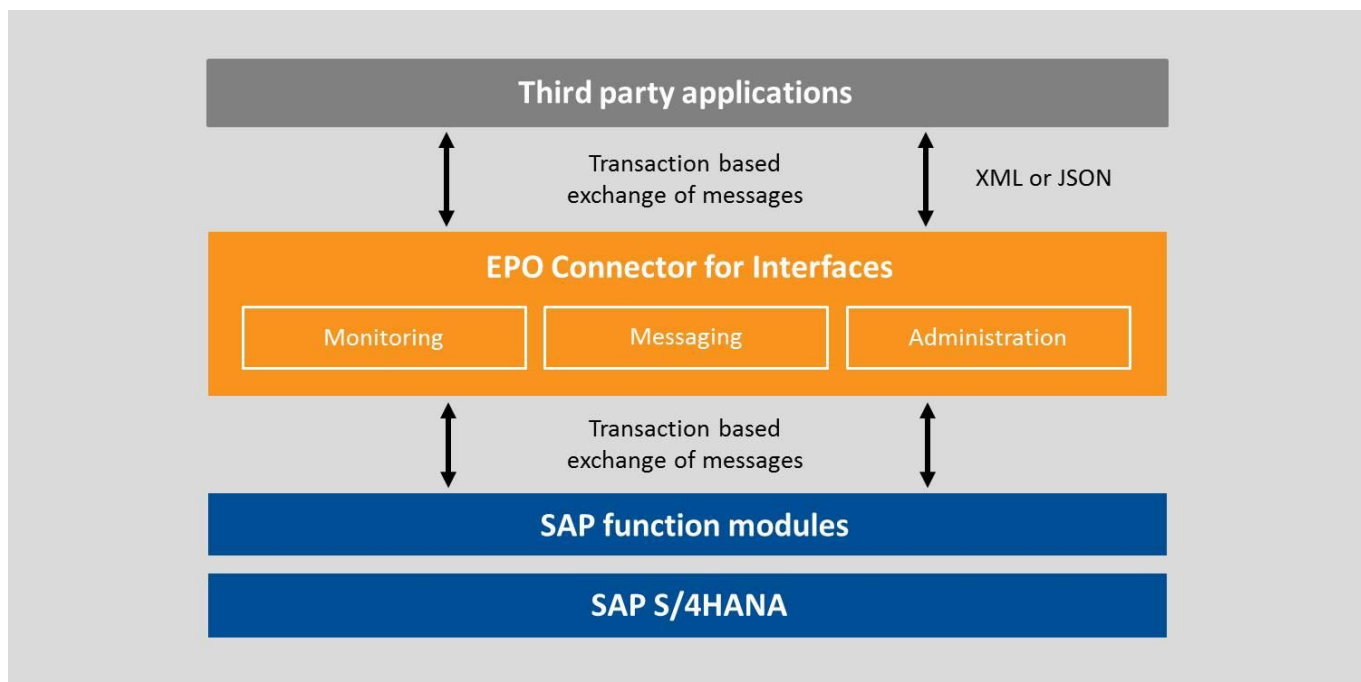 Third party applications
Transaction based
exchange of messages
XML or JSON
EPO Connector for Interfaces
Monitoring
Messaging
Administration
Transaction based
exchange of messages
SAP function modules
SAP S/4HANA